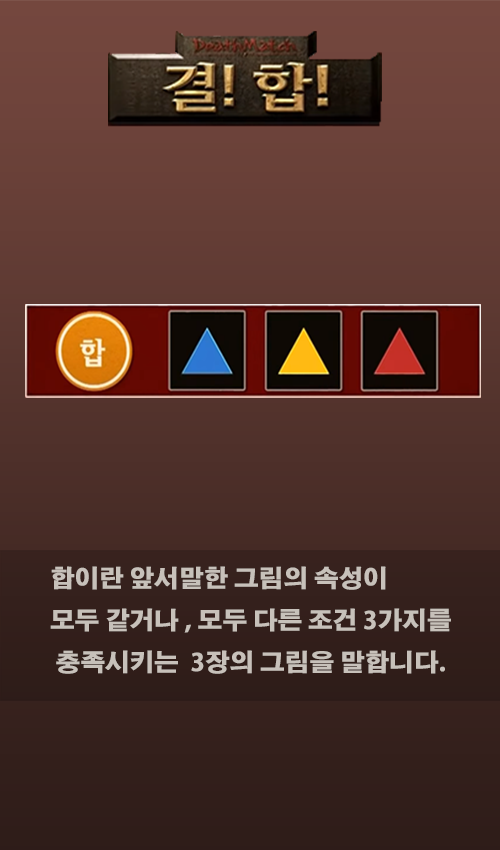 Death Match
결! 합!
합
합이란 앞서말한 그림의 속성이
모두 같거나 , 모두 다른 조건 3가지를
충족시키는 3장의 그림을 말합니다.